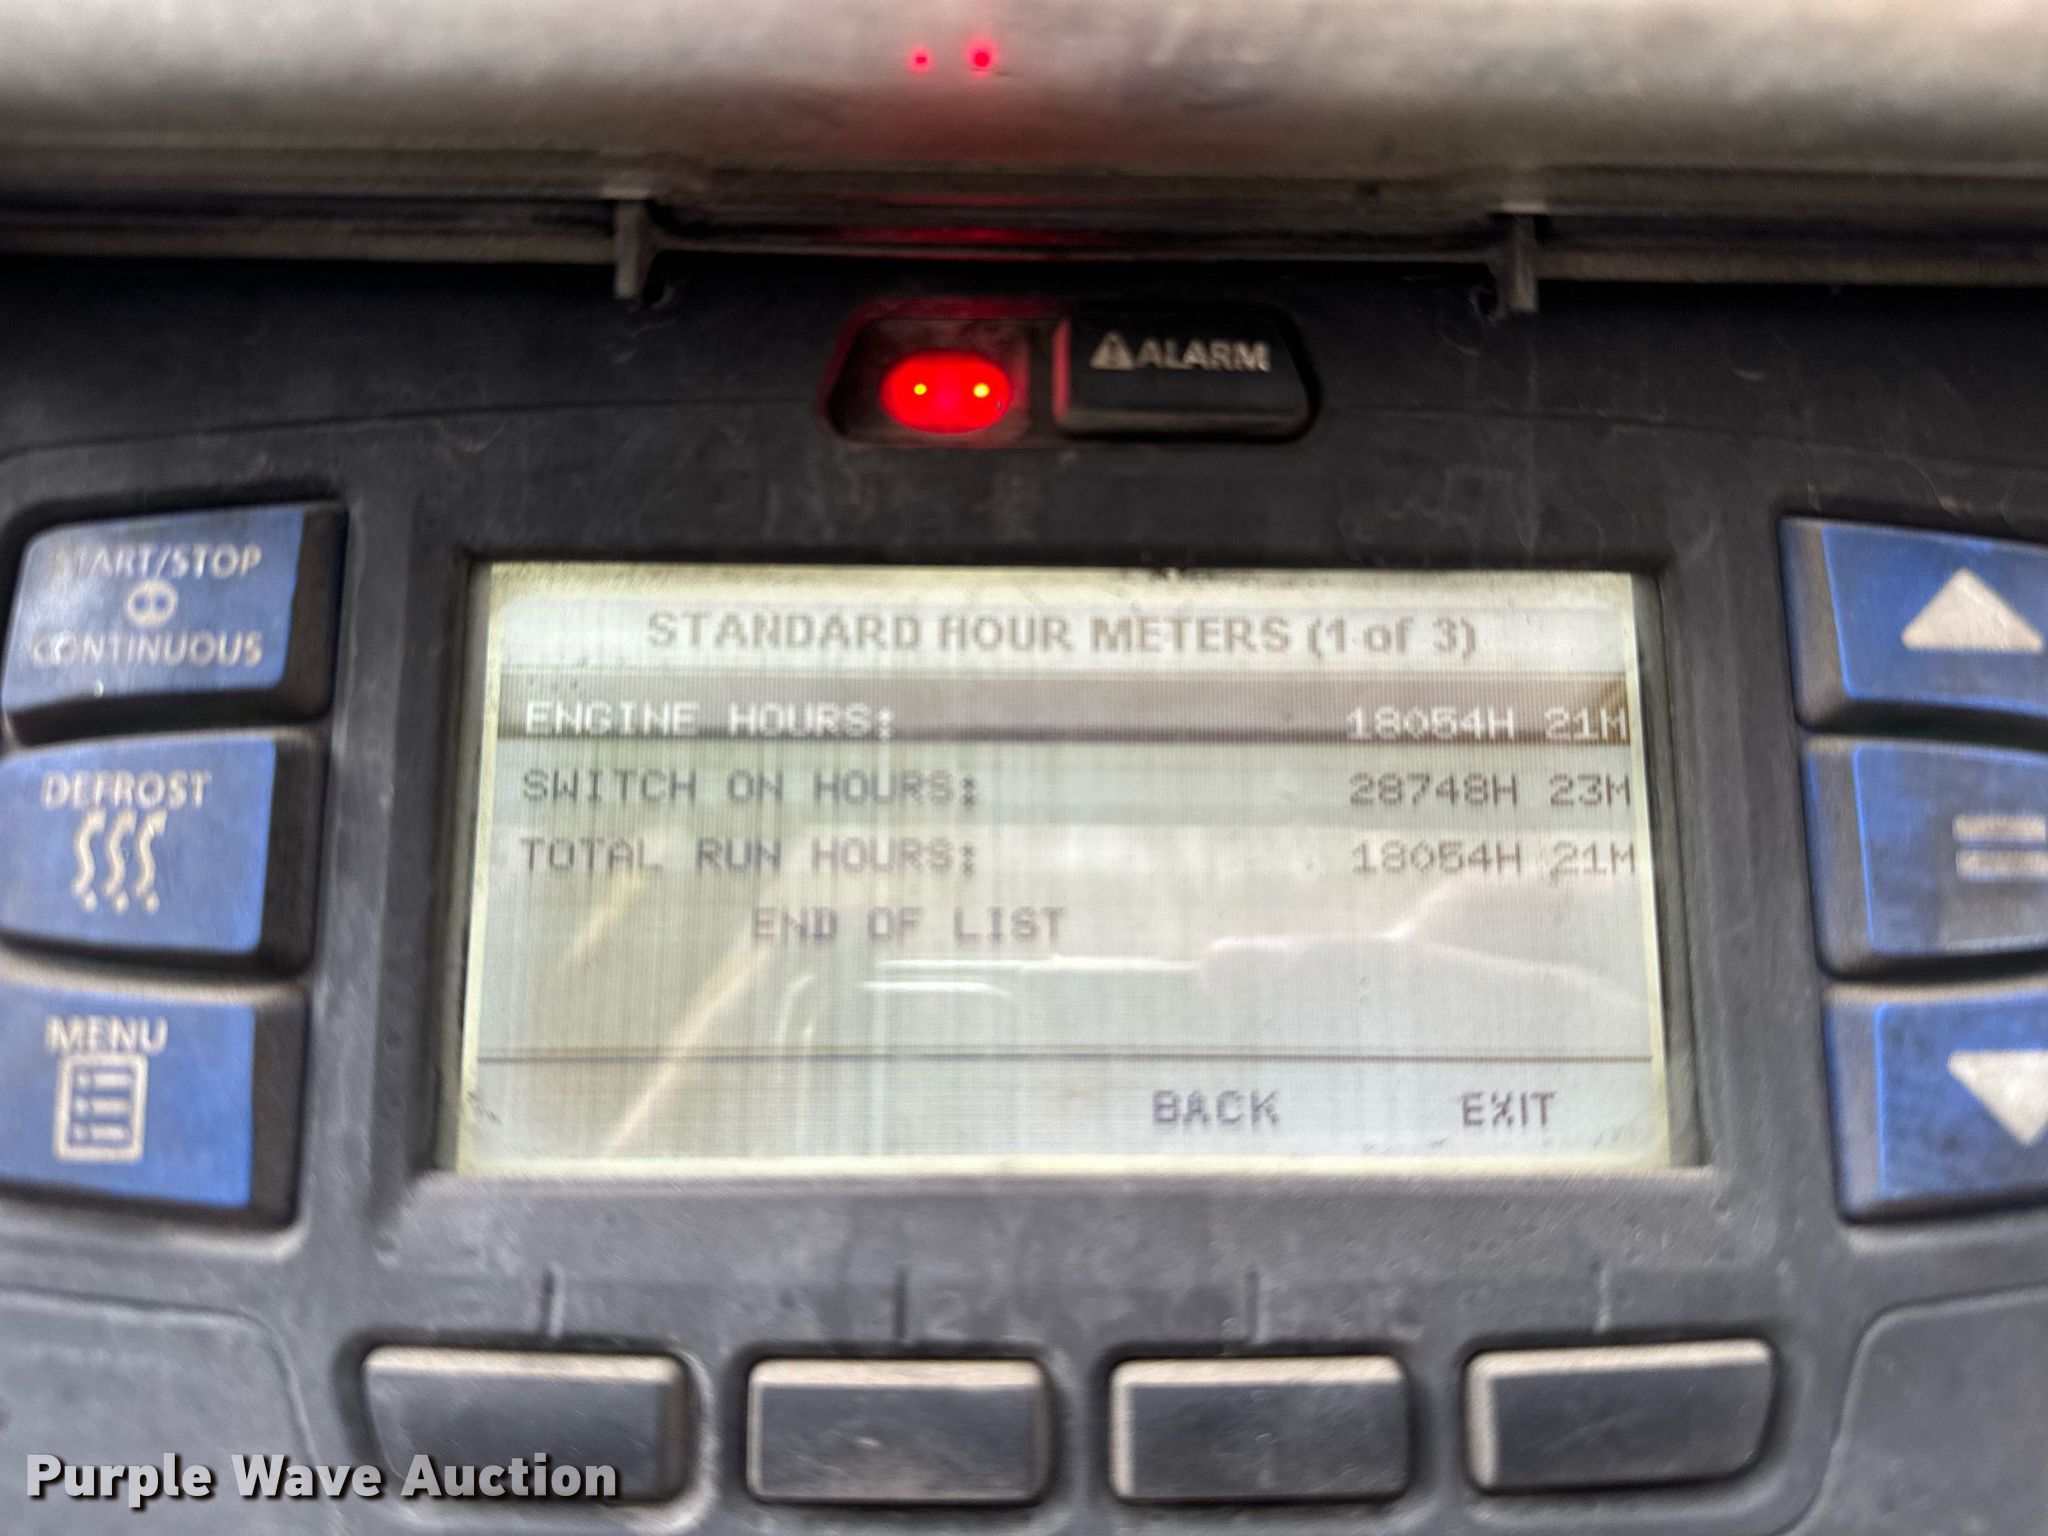 ALARM
START/STOP
CONTINUOUS
DEFROST
MENU
STANDARD HOUR METERS (1 of 3)
ENGINE HOURS: 18054H 21M
SWITCH ON HOURS: 28748H 23M
TOTAL RUN HOURS: 18054H 21M
END OF LIST
BACK EXIT
Purple Wave Auction